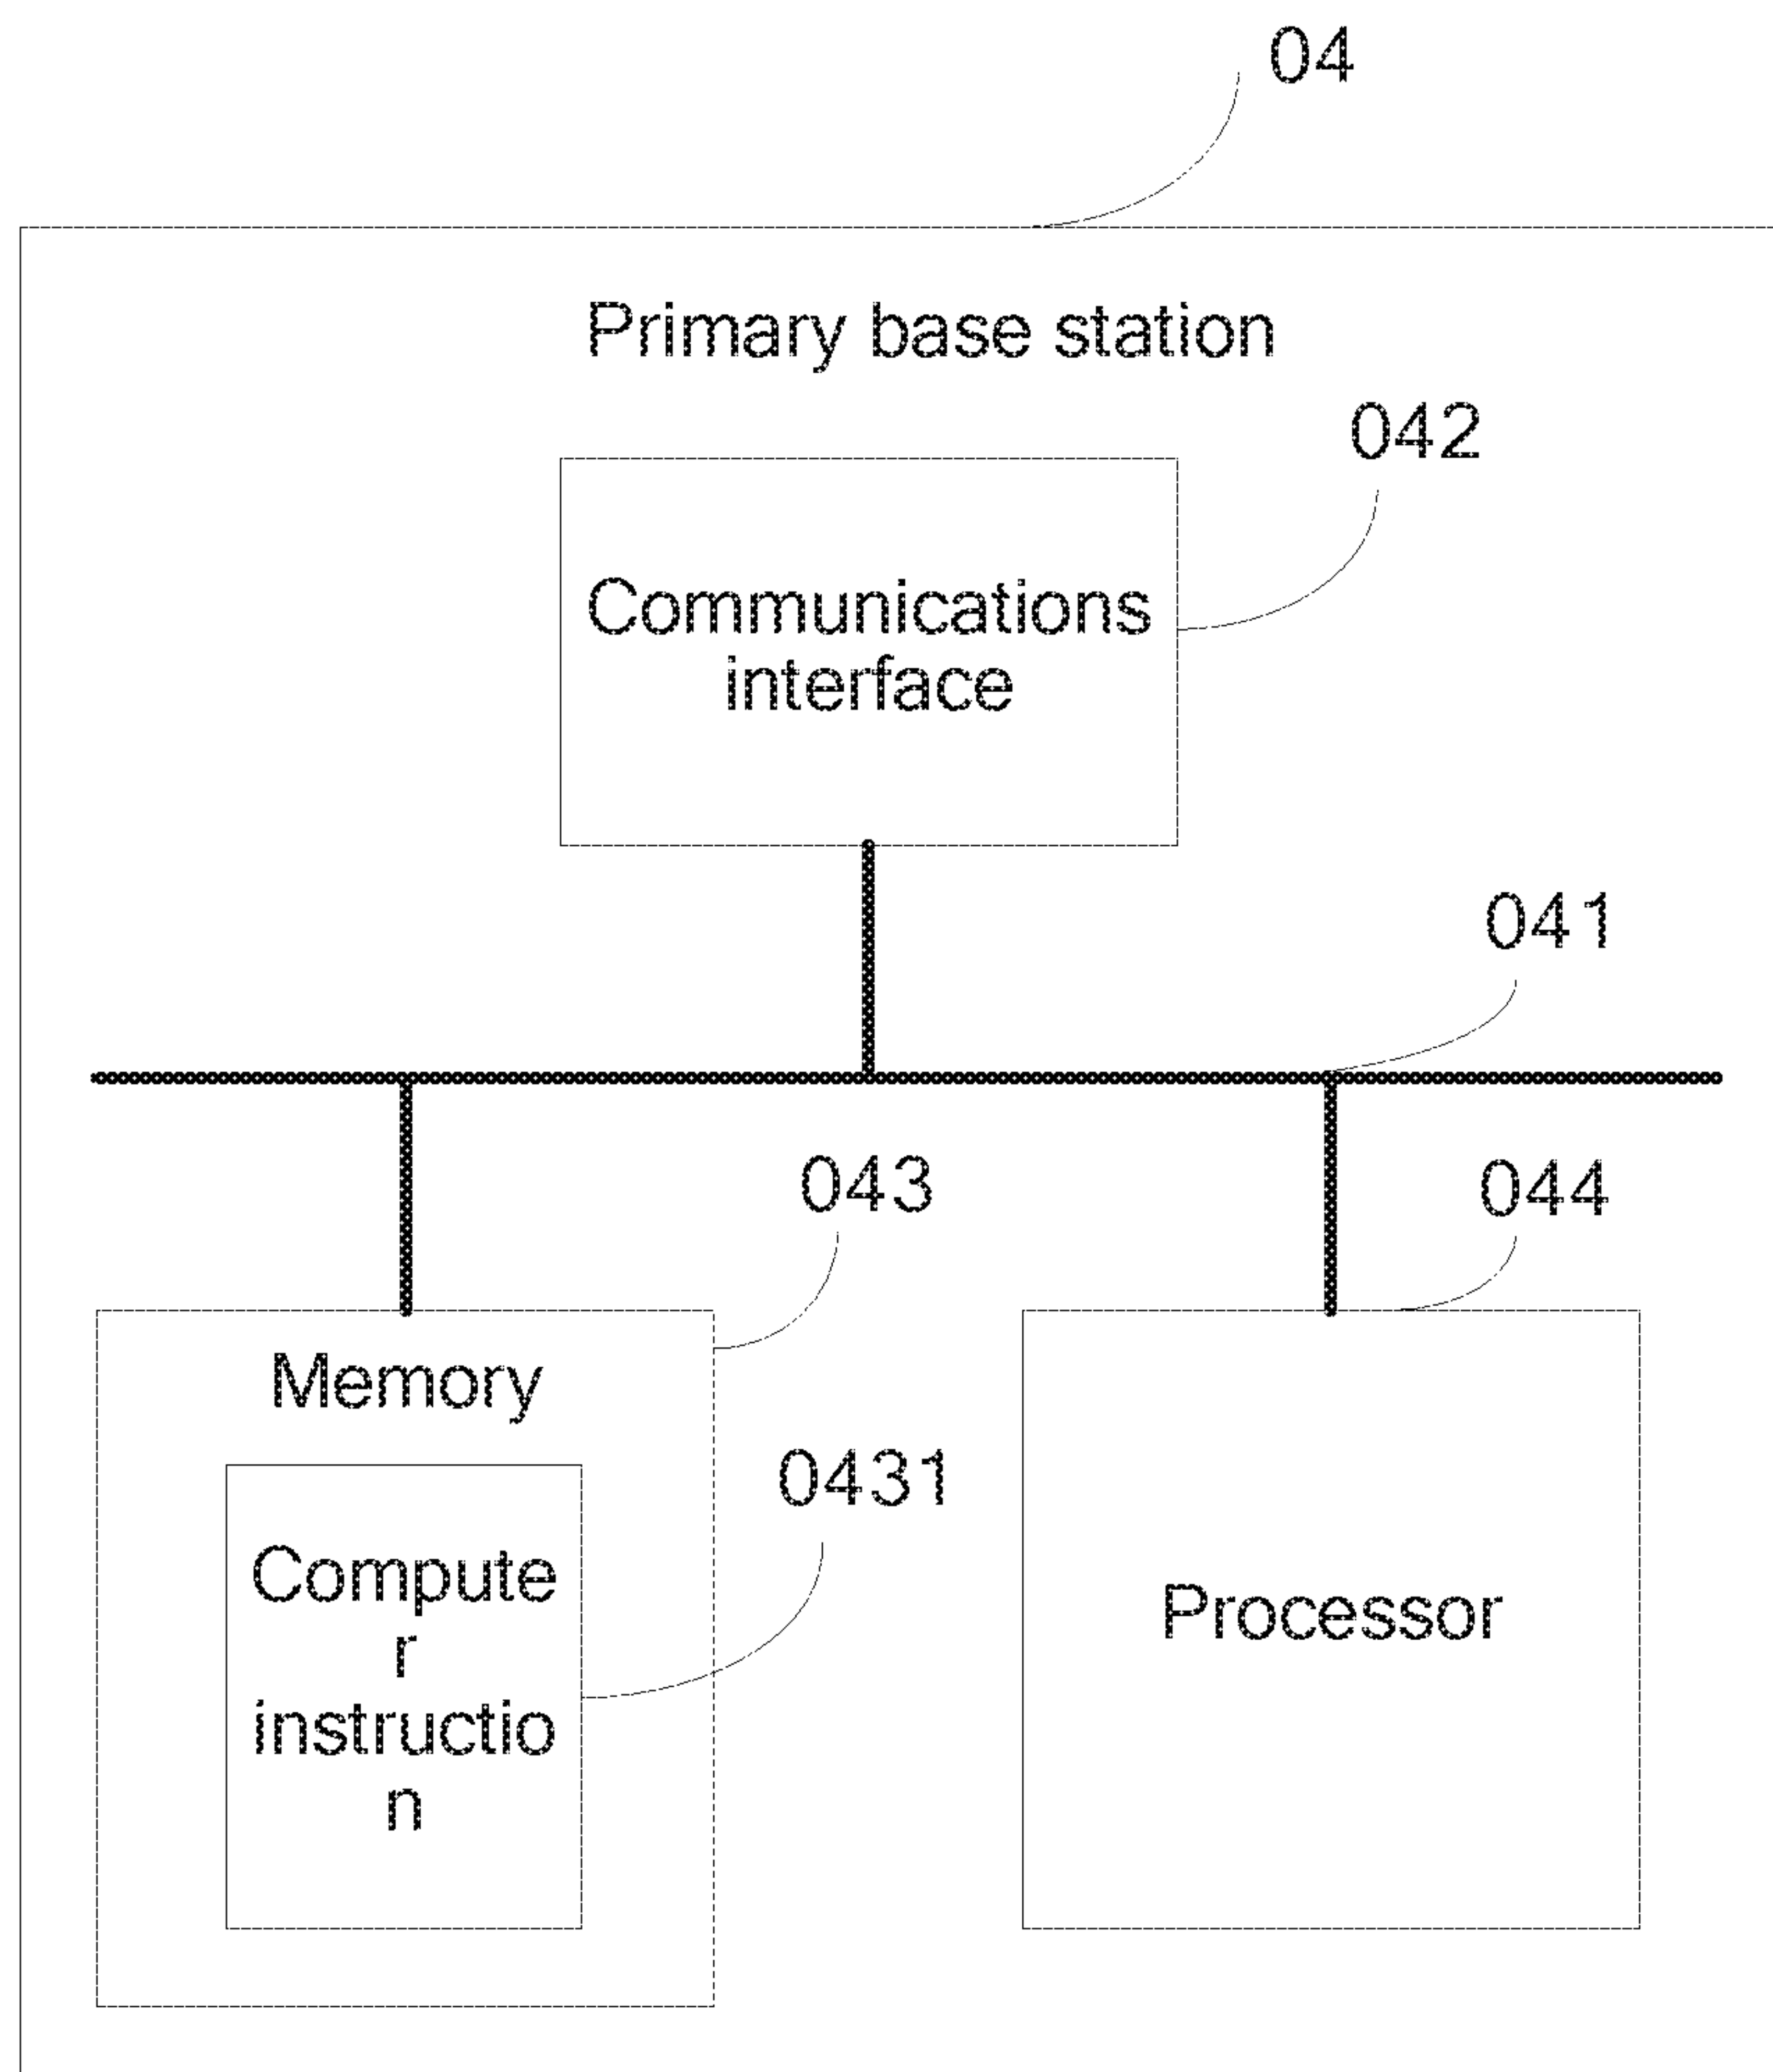 04
Primary base station
042
Communications
interface
041
043
044
Memory
0431
Compute
r
instructio
n
Processor